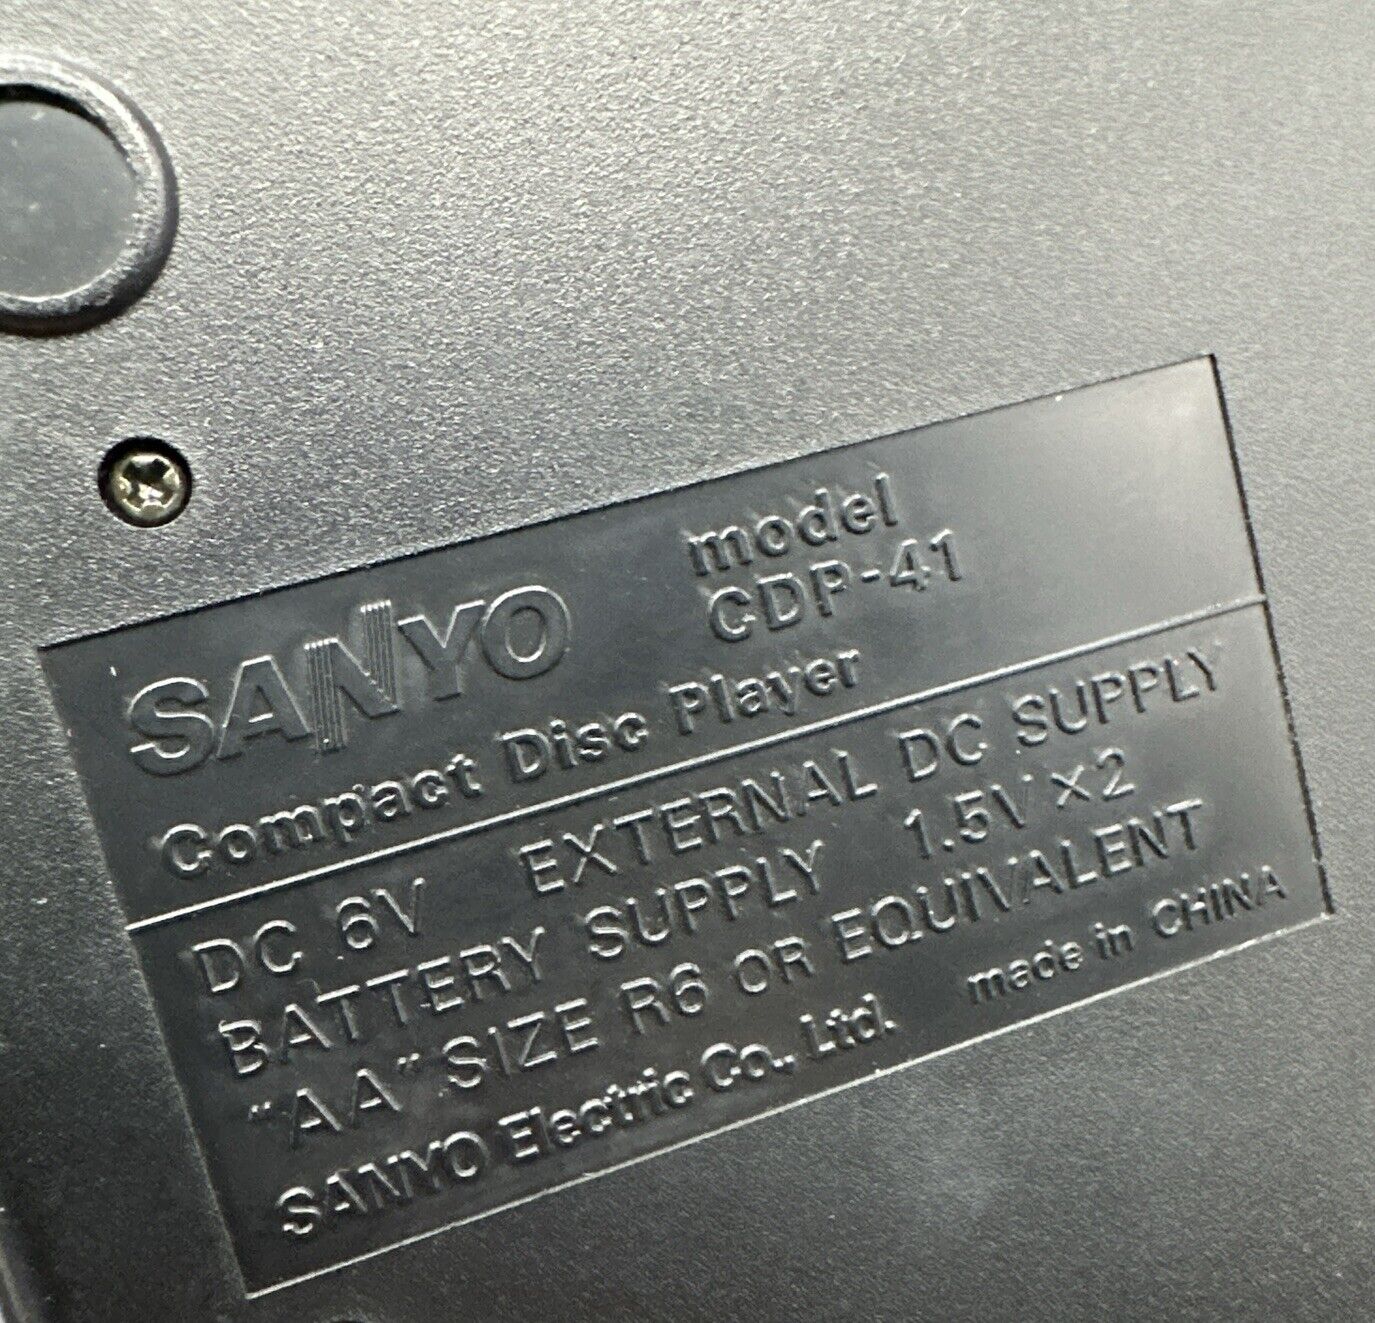 model
SANYO CDP-41
Compact Disc Player
DC 6V EXTERNAL DC SUPPLY
BATTERY SUPPLY 1.5V ×2
"AA" SIZE R6 OR EQUIVALENT
SANYO Electric Co., Ltd. made in CHINA